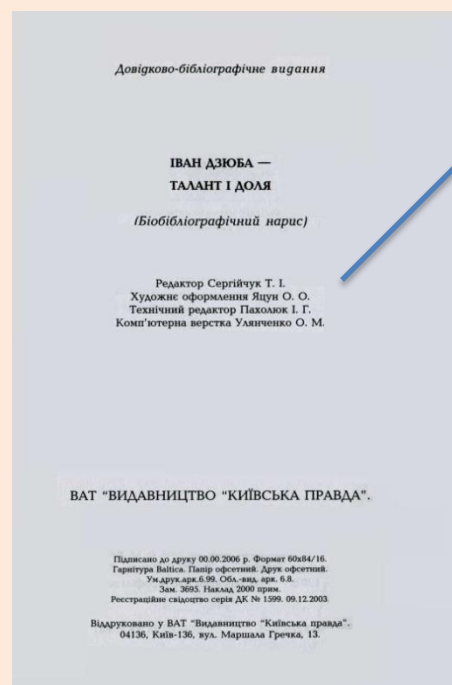 Довідково-бібліографічне видання
ІВАН ДЗЮБА —
ТАЛАНТ І ДОЛЯ
(Біобібліографічний нарис)
Редактор Сергійчук Т. І.
Художнє оформлення Яцун О. О.
Технічний редактор Пахолюк І. Г.
Комп’ютерна верстка Улянченко О. М.
ВАТ “ВИДАВНИЦТВО “КИЇВСЬКА ПРАВДА”.
Підписано до друку 00.00.2006 р. Формат 60х84/16.
Гарнітура Baltica. Папір офсетний. Друк офсетний.
Ум.друк.арк.6.99. Обл.-вид. арк. 6.8.
Зам. 3695. Наклад 2000 прим.
Реєстраційне свідоцтво серія ДК № 1599. 09.12.2003.
Віддруковано у ВАТ “Видавництво “Київська правда”.
04136, Київ-136, вул. Маршала Гречка, 13.